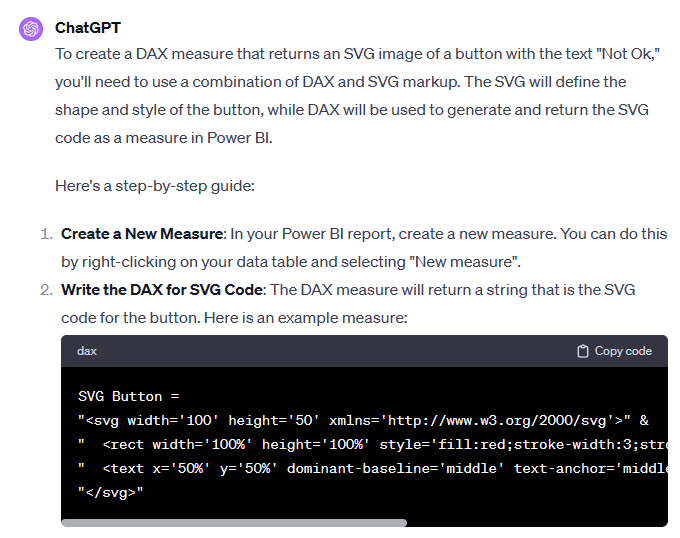 ChatGPT
To create a DAX measure that returns an SVG image of a button with the text "Not Ok,"
you'll need to use a combination of DAX and SVG markup. The SVG will define the
shape and style of the button, while DAX will be used to generate and return the SVG
code as a measure in Power BI.
Here's a step-by-step guide:
1. Create a New Measure: In your Power BI report, create a new measure. You can do this
by right-clicking on your data table and selecting "New measure".
2. Write the DAX for SVG Code: The DAX measure will return a string that is the SVG
code for the button. Here is an example measure:
dax Copy code
SVG Button =
"<svg width='100' height='50' xmlns='http://www.w3.org/2000/svg'>" &
"  <rect width='100%' height='100%' style='fill:red;stroke-width:3;stro
"  <text x='50%' y='50%' dominant-baseline='middle' text-anchor='middle
"</svg>"